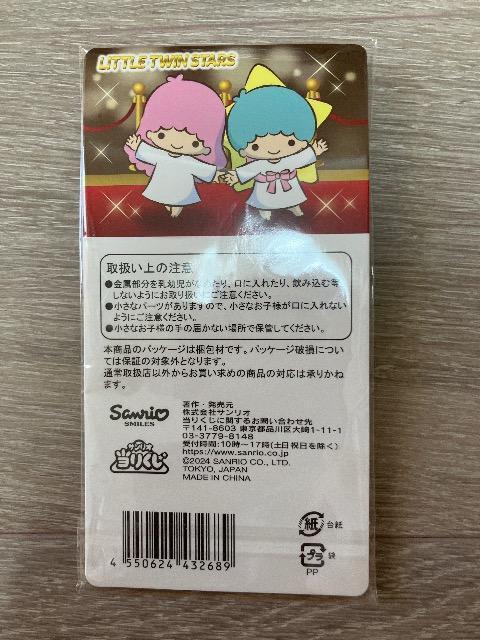 LITTLE TWIN STARS
取扱い上の注意
●金属部分を乳幼児がなめたり、口に入れたり、飲み込む等
しないようにお取り扱いにご注意ください。
●小さなパーツがありますので、小さなお子様が口に入れない
ようにご注意ください。
●小さなお子様の手の届かない場所で保管してください。
本商品のパッケージは梱包材です。パッケージ破損につい
ては保証の対象外となります。
通常取扱店以外からお買い求めの商品の対応は承りかね
ます。
Sanrio
SMILES
サンリオ
当りくじ
著作・発売元
株式会社サンリオ
当りくじに関するお問い合わせ先
〒141-8603 東京都品川区大崎1-11-1
03-3779-8148
受付時間:10時~17時(土日祝日を除く)
https://www.sanrio.co.jp
©2024 SANRIO CO., LTD.
TOKYO, JAPAN
MADE IN CHINA
紙 台紙
プラ 袋
PP
4 550624 432689